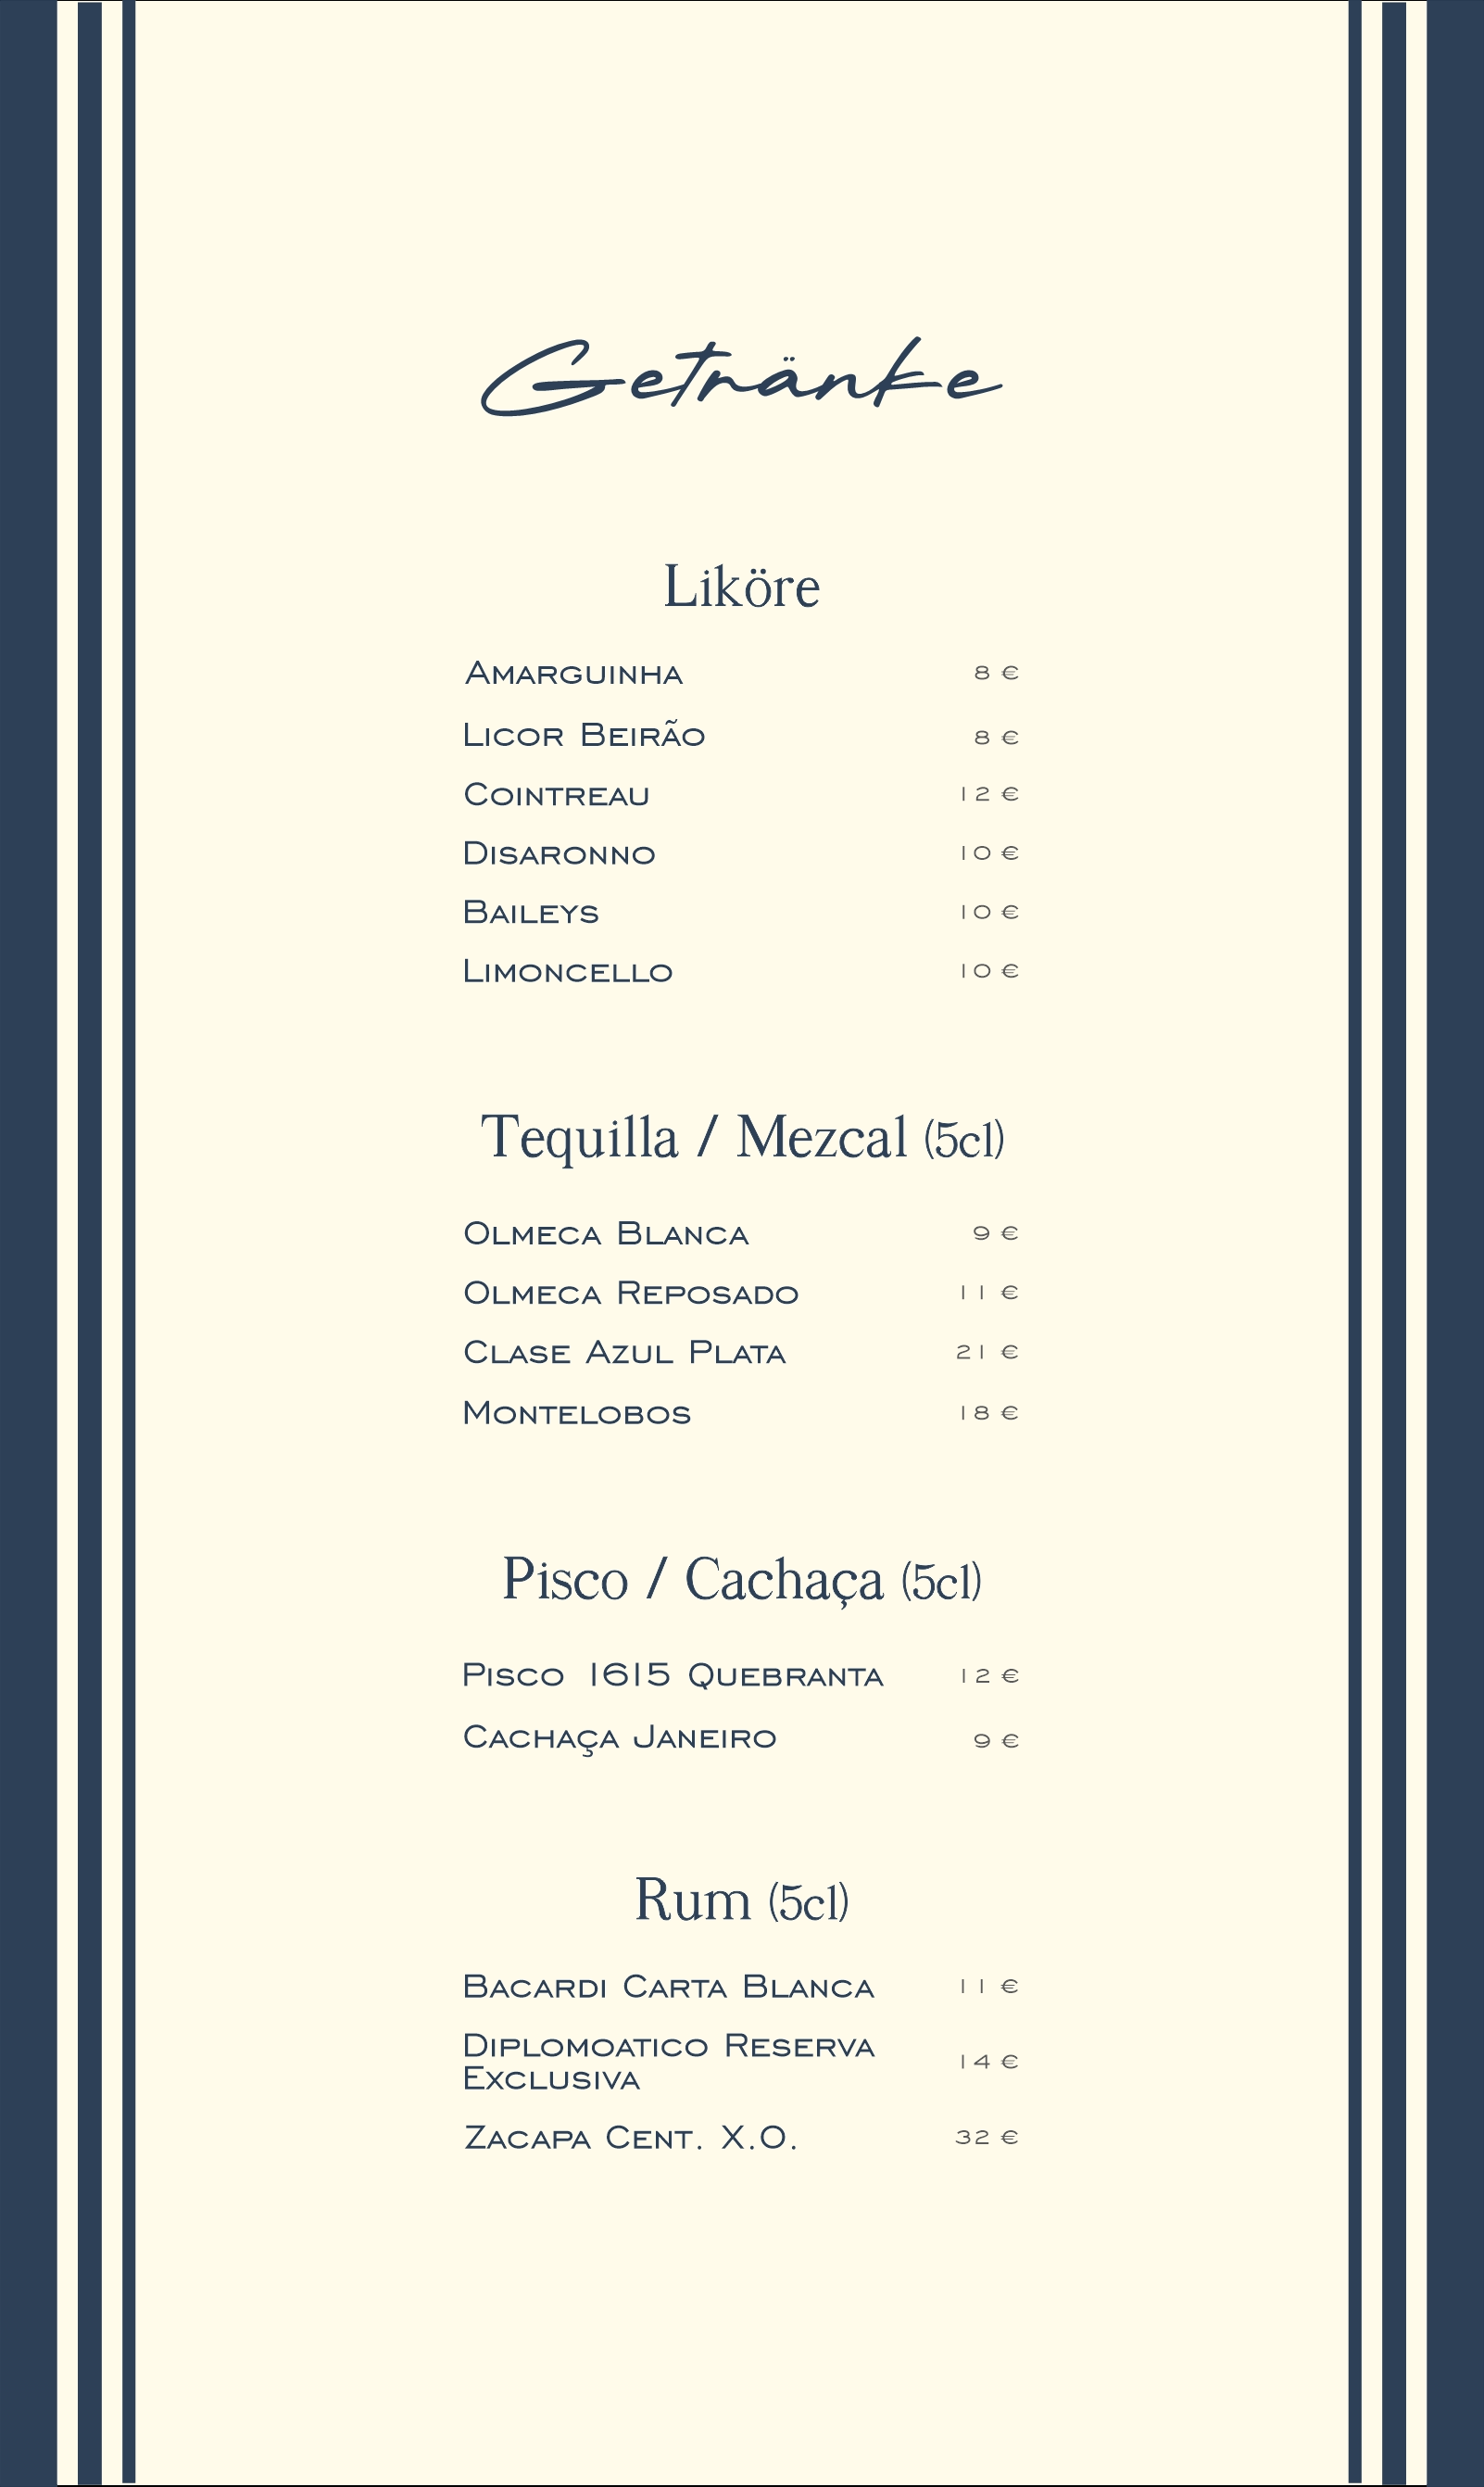 Getränke
Liköre
Amarguinha 8 €
Licor Beirão 8 €
Cointreau 12 €
Disaronno 10 €
Baileys 10 €
Limoncello 10 €
Tequilla / Mezcal (5cl)
Olmeca Blanca 9 €
Olmeca Reposado 11 €
Clase Azul Plata 21 €
Montelobos 18 €
Pisco / Cachaça (5cl)
Pisco 1615 Quebranta 12 €
Cachaça Janeiro 9 €
Rum (5cl)
Bacardi Carta Blanca 11 €
Diplomoatico Reserva
Exclusiva 14 €
Zacapa Cent. X.O. 32 €